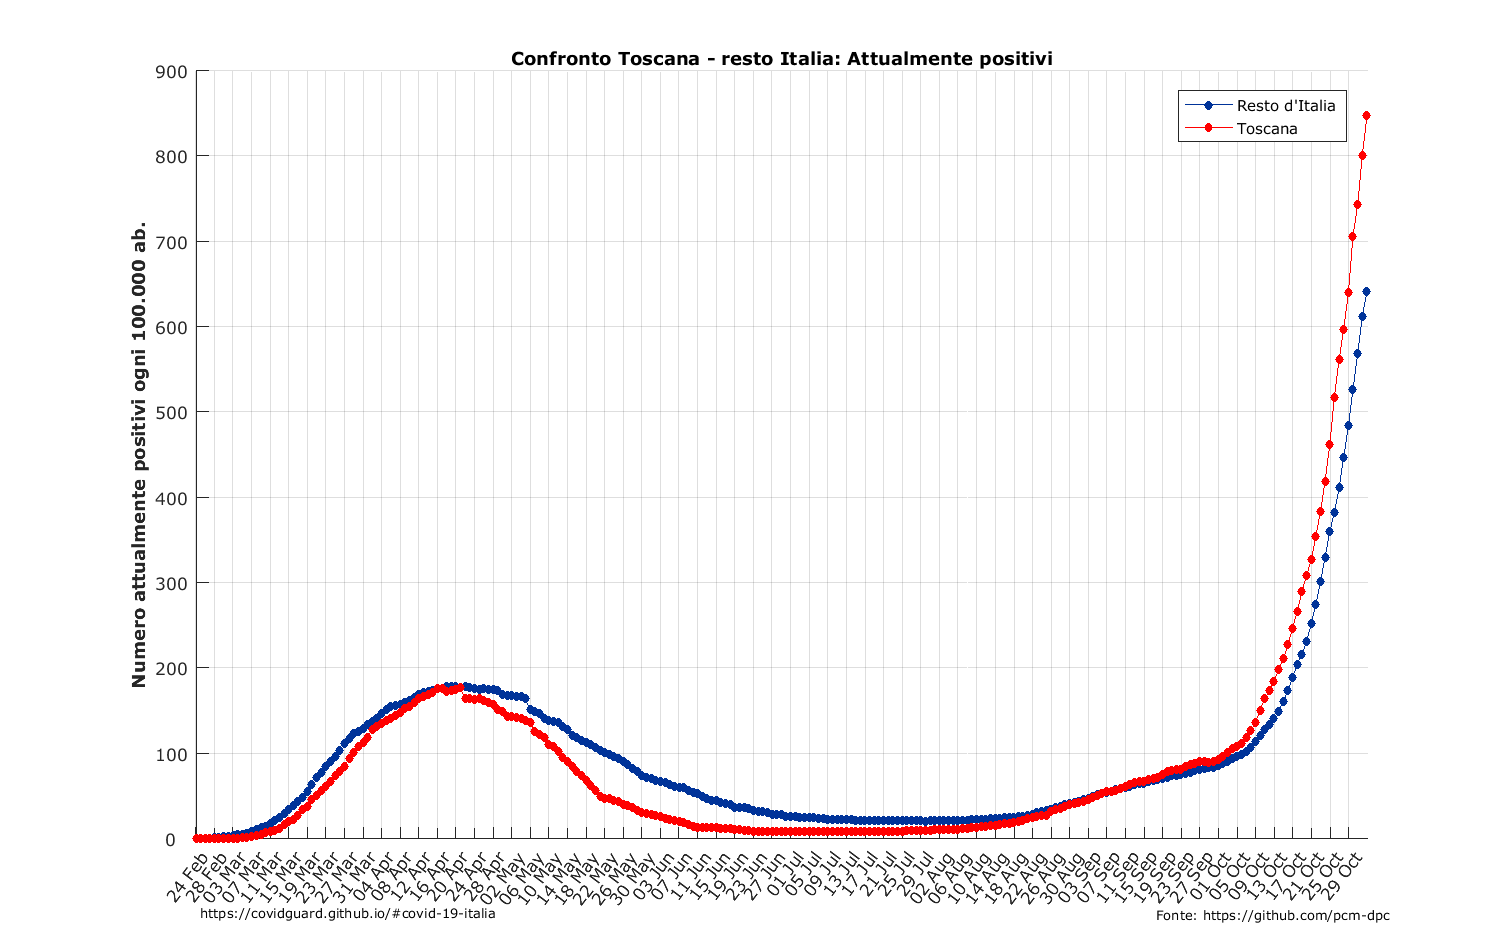 Confronto Toscana - resto Italia: Attualmente positivi
Numero attualmente positivi ogni 100.000 ab.
900
800
700
600
500
400
300
200
100
0
Resto d'Italia
Toscana
24 Feb
28 Feb
03 Mar
07 Mar
11 Mar
15 Mar
19 Mar
23 Mar
27 Mar
31 Mar
04 Apr
08 Apr
12 Apr
16 Apr
20 Apr
24 Apr
28 Apr
02 May
06 May
10 May
14 May
18 May
22 May
26 May
30 May
03 Jun
07 Jun
11 Jun
15 Jun
19 Jun
23 Jun
27 Jun
01 Jul
05 Jul
09 Jul
13 Jul
17 Jul
21 Jul
25 Jul
29 Jul
02 Aug
06 Aug
10 Aug
14 Aug
18 Aug
22 Aug
26 Aug
30 Aug
03 Sep
07 Sep
11 Sep
15 Sep
19 Sep
23 Sep
27 Sep
01 Oct
05 Oct
09 Oct
13 Oct
17 Oct
21 Oct
25 Oct
29 Oct
https://covidguard.github.io/#covid-19-italia
Fonte: https://github.com/pcm-dpc